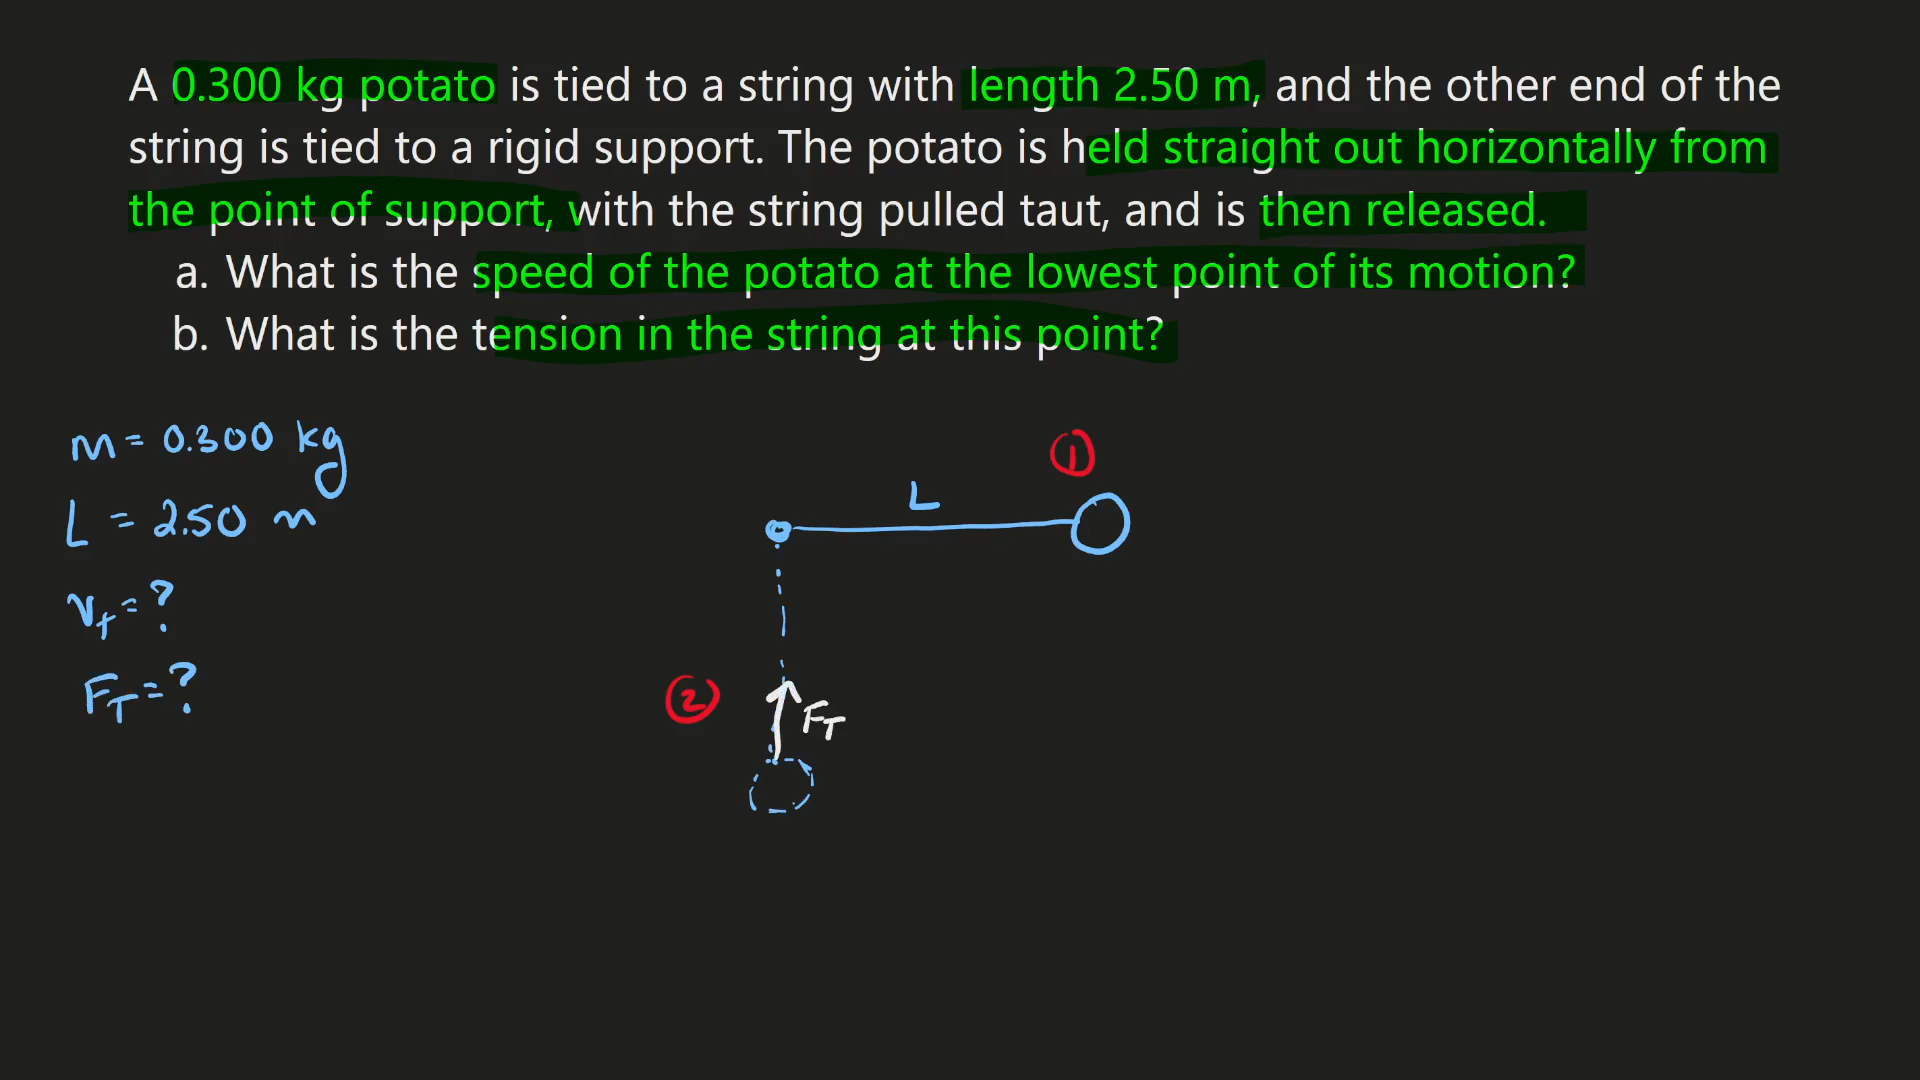 A 0.300 kg potato is tied to a string with length 2.50 m, and the other end of the
string is tied to a rigid support. The potato is held straight out horizontally from
the point of support, with the string pulled taut, and is then released.
a. What is the speed of the potato at the lowest point of its motion?
b. What is the tension in the string at this point?
m = 0.300 kg
L = 2.50 m
v_f = ?
F_T = ?
①
L
②
F_T